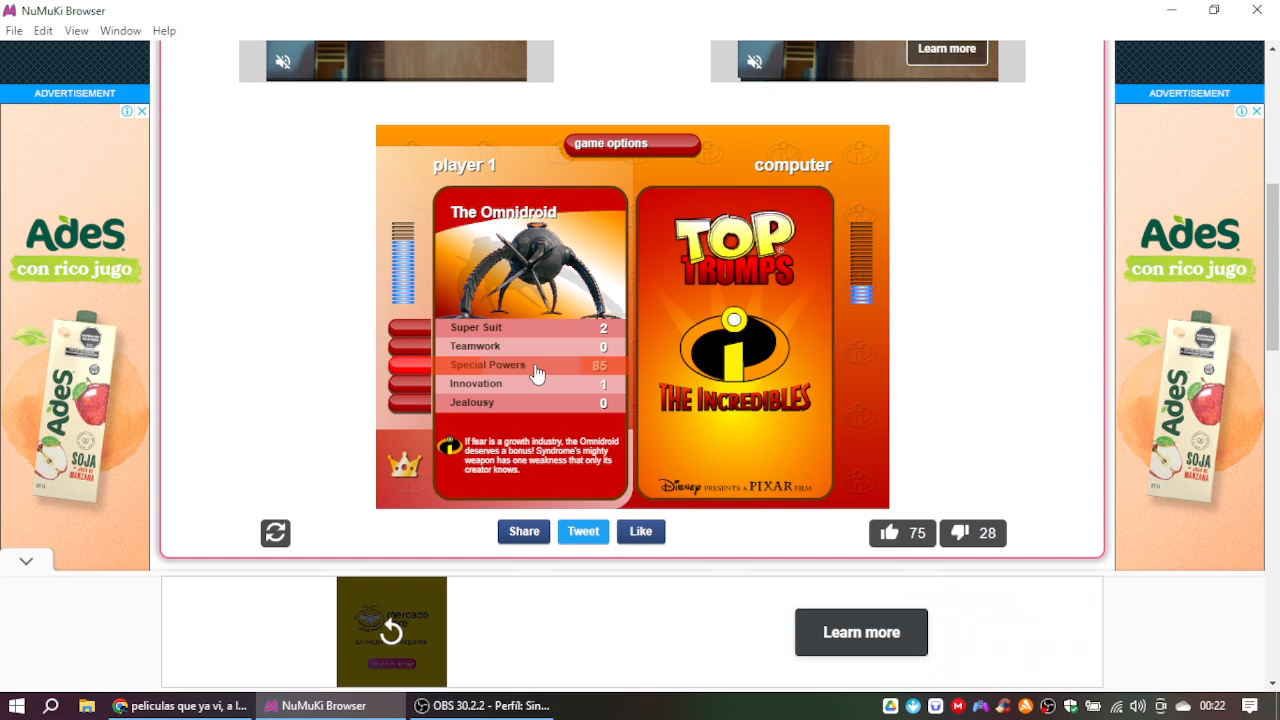 NuMuKi Browser
File Edit View Window Help
Learn more
ADVERTISEMENT
ADVERTISEMENT
game options
player 1
computer
The Omnidroid
Super Suit 2
Teamwork 0
Special Powers 85
Innovation 1
Jealousy 0
If fear is a growth industry, the Omnidroid
deserves a bonus! Syndrome's mighty
weapon has one weakness that only its
creator knows.
TOP
TRUMPS
THE INCREDIBLES
DISNEY PRESENTS A PIXAR FILM
AdeS
con rico jugo
AdeS
SOJA
MANZANA
AdeS
con rico jugo
AdeS
SOJA
MANZANA
Share
Tweet
Like
75
28
mercado
Learn more
peliculas que ya vi, a l...
NuMuKi Browser
OBS 30.2.2 - Perfil: Sin...
00:22